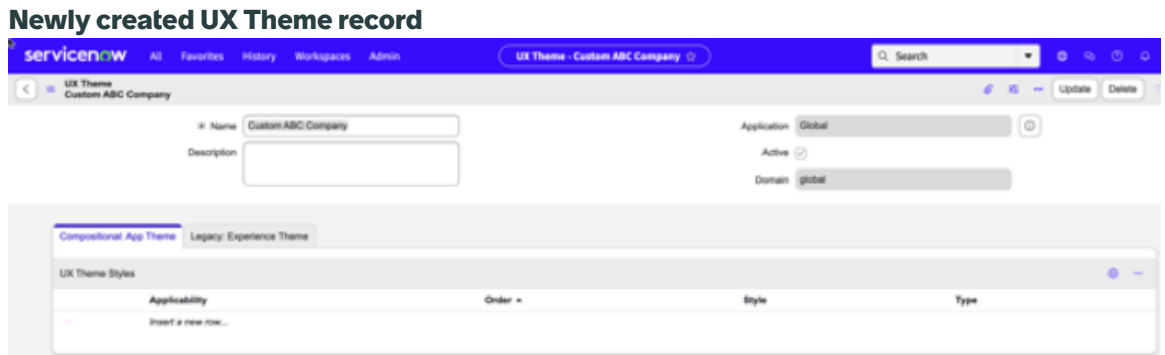 Newly created UX Theme record
servicenow All Favorites History Workspaces Admin UX Theme - Custom ABC Company Search
UX Theme
Custom ABC Company
Update Delete
Name Custom ABC Company
Application Global
Description
Active
Domain global
Compositional: App Theme Legacy: Experience Theme
UX Theme Styles
Applicability Order Style Type
Insert a new row...